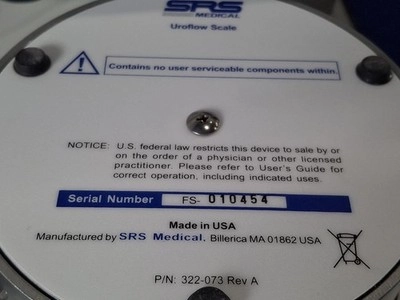 SRS
MEDICAL
Uroflow Scale
Contains no user serviceable components within.
NOTICE: U.S. federal law restricts this device to sale by or
on the order of a physician or other licensed
practitioner. Please refer to User's Guide for
correct operation, including indicated uses.
Serial Number FS- 010454
Made in USA
Manufactured by SRS Medical. Billerica MA 01862 USA
P/N: 322-073 Rev A